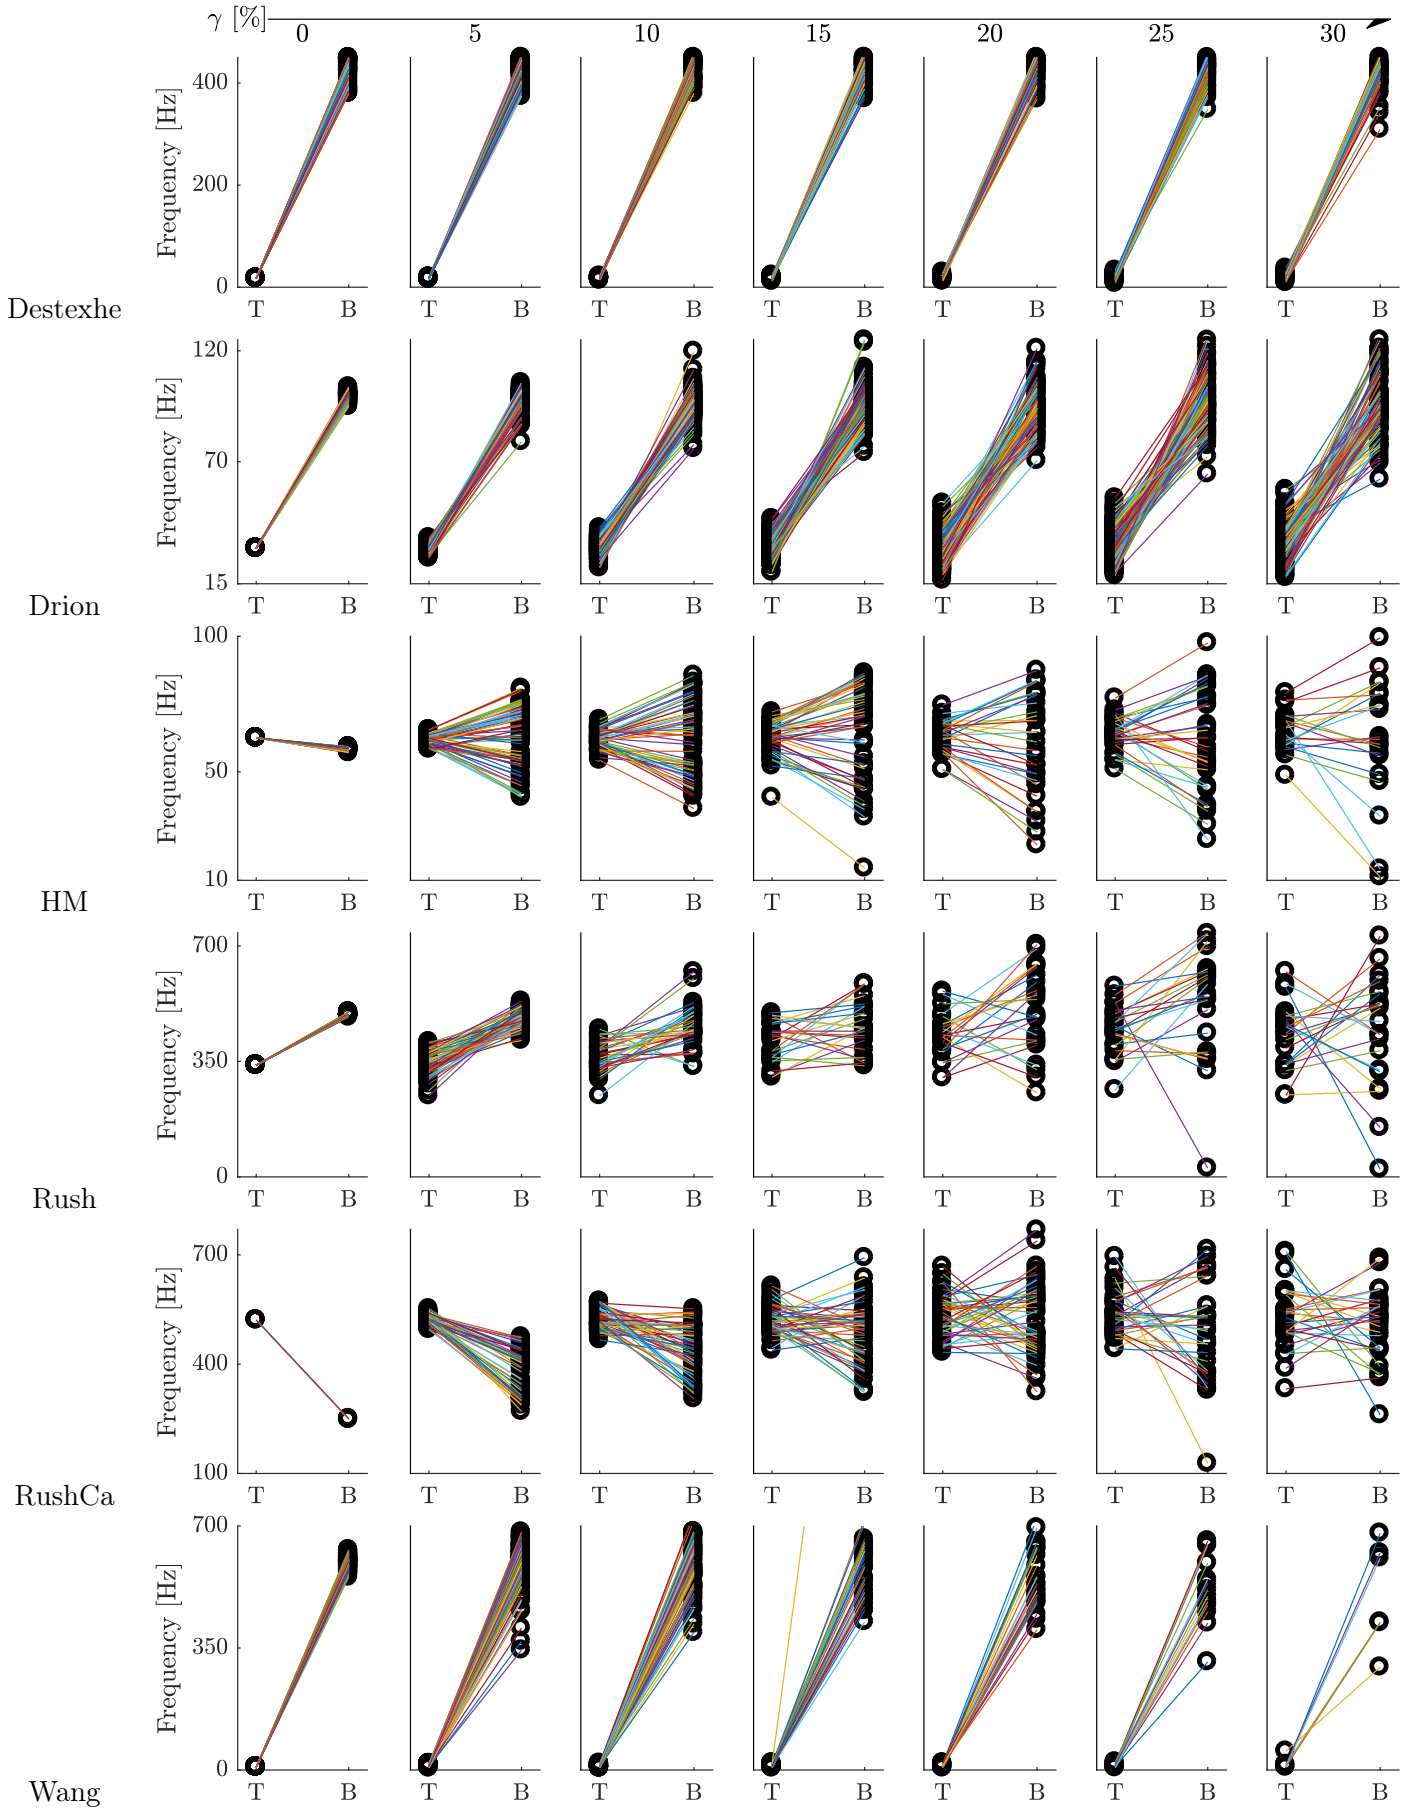 γ [%]
0 5 10 15 20 25 30
Frequency [Hz]
400
200
0
T B T B T B T B T B T B T B
Destexhe
Frequency [Hz]
120
70
15
T B T B T B T B T B T B T B
Drion
Frequency [Hz]
100
50
10
T B T B T B T B T B T B T B
HM
Frequency [Hz]
700
350
0
T B T B T B T B T B T B T B
Rush
Frequency [Hz]
700
400
100
T B T B T B T B T B T B T B
RushCa
Frequency [Hz]
700
350
0
T B T B T B T B T B T B T B
Wang